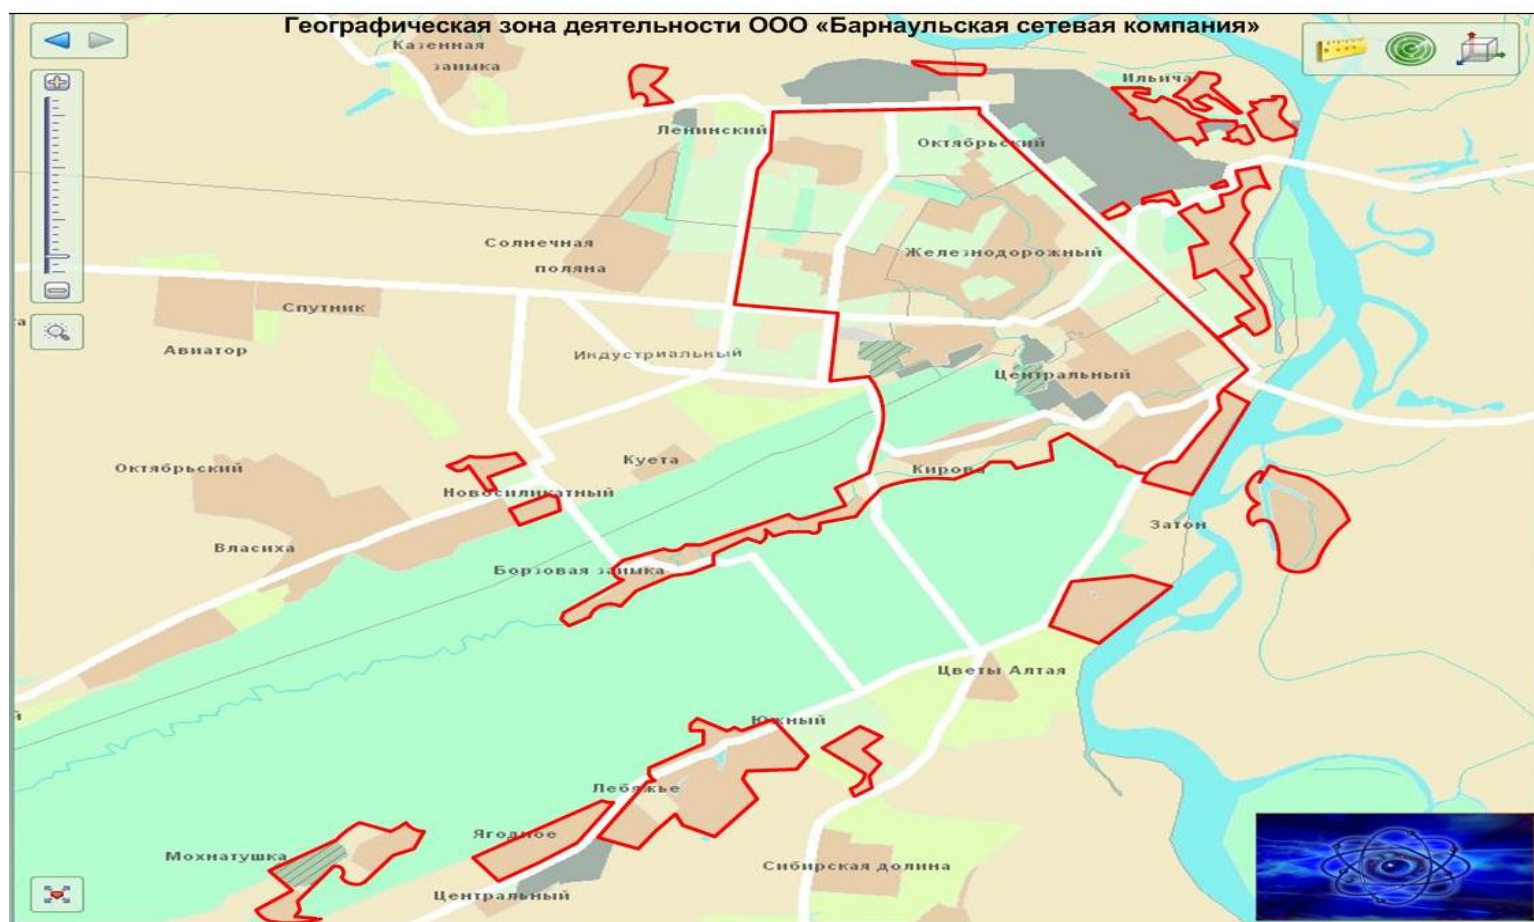 Географическая зона деятельности ООО «Барнаульская сетевая компания»
Казенная
заимка
Ильича
Ленинский
Октябрьский
Солнечная
поляна
Железнодорожный
Спутник
Авиатор
Индустриальный
Центральный
Октябрьский
Куета
Кирова
Новосиликатный
Затон
Власиха
Борзовая заимка
Цветы Алтая
Южный
Лебяжье
Ягодное
Мохнатушка
Сибирская долина
Центральный